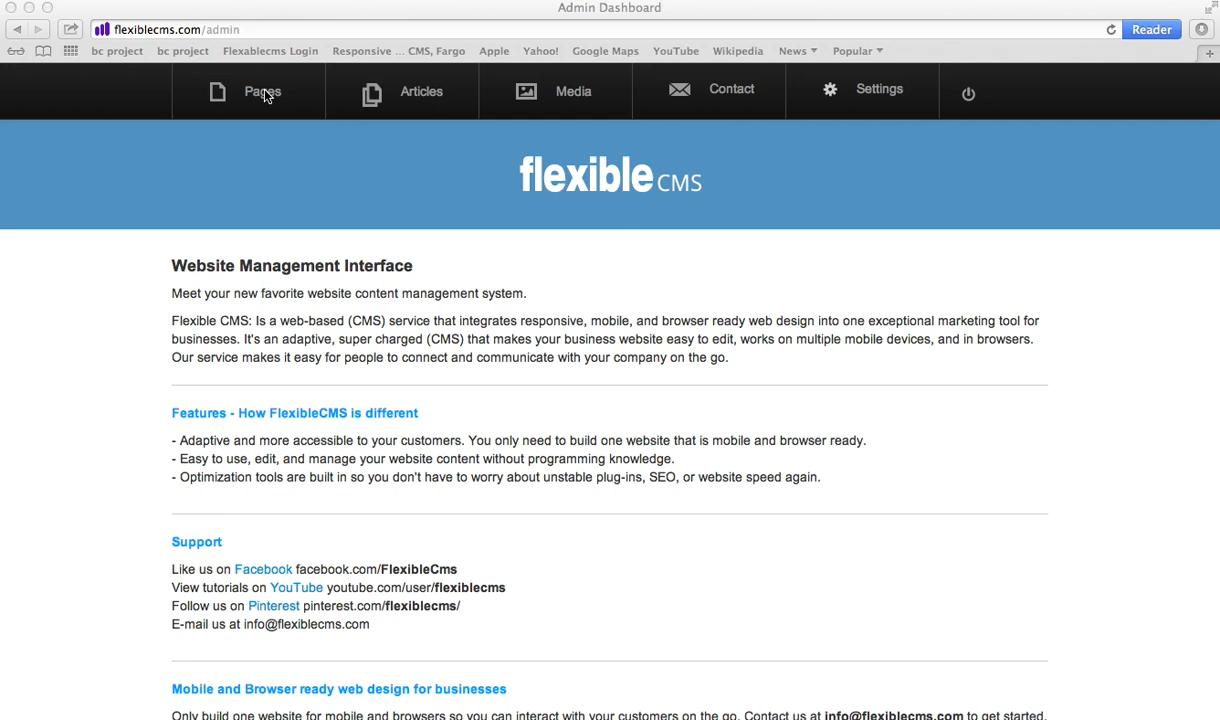 Admin Dashboard
flexiblecms.com/admin
Reader
bc project bc project Flexablecms Login Responsive ... CMS, Fargo Apple Yahoo! Google Maps YouTube Wikipedia News Popular
Pages Articles Media Contact Settings
flexible CMS
Website Management Interface
Meet your new favorite website content management system.
Flexible CMS: Is a web-based (CMS) service that integrates responsive, mobile, and browser ready web design into one exceptional marketing tool for
businesses. It's an adaptive, super charged (CMS) that makes your business website easy to edit, works on multiple mobile devices, and in browsers.
Our service makes it easy for people to connect and communicate with your company on the go.
Features - How FlexibleCMS is different
- Adaptive and more accessible to your customers. You only need to build one website that is mobile and browser ready.
- Easy to use, edit, and manage your website content without programming knowledge.
- Optimization tools are built in so you don't have to worry about unstable plug-ins, SEO, or website speed again.
Support
Like us on Facebook facebook.com/FlexibleCms
View tutorials on YouTube youtube.com/user/flexiblecms
Follow us on Pinterest pinterest.com/flexiblecms/
E-mail us at info@flexiblecms.com
Mobile and Browser ready web design for businesses
Only build one website for mobile and browsers so you can interact with your customers on the go. Contact us at info@flexiblecms.com to get started.